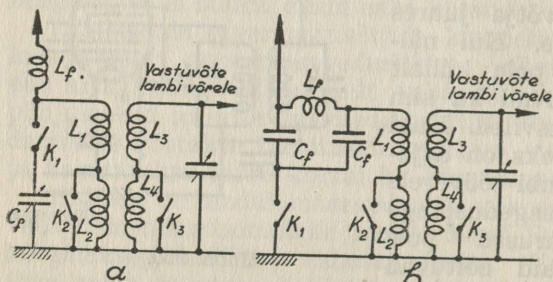 Lf.
Vastuvõte
lambi võrele
L1
L3
K1
Cf
K2
L2
L4
K3
a
Lf
Vastuvõte
lambi võrele
Cf
Cf
L1
L3
K1
K2
L2
L4
K3
b